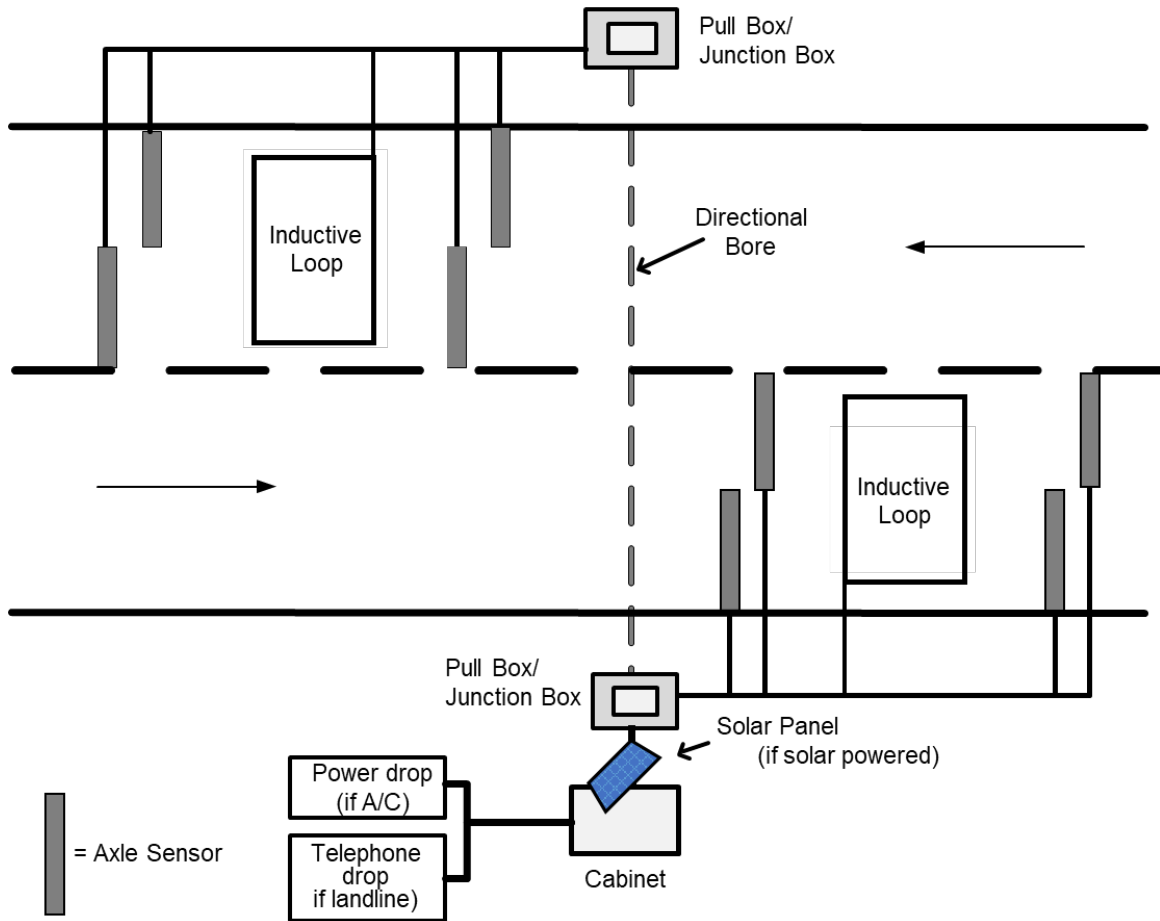 Pull Box/
Junction Box
Inductive
Loop
Directional
Bore
Inductive
Loop
Pull Box/
Junction Box
Solar Panel
(if solar powered)
Power drop
(if A/C)
Telephone
drop
if landline)
= Axle Sensor
Cabinet